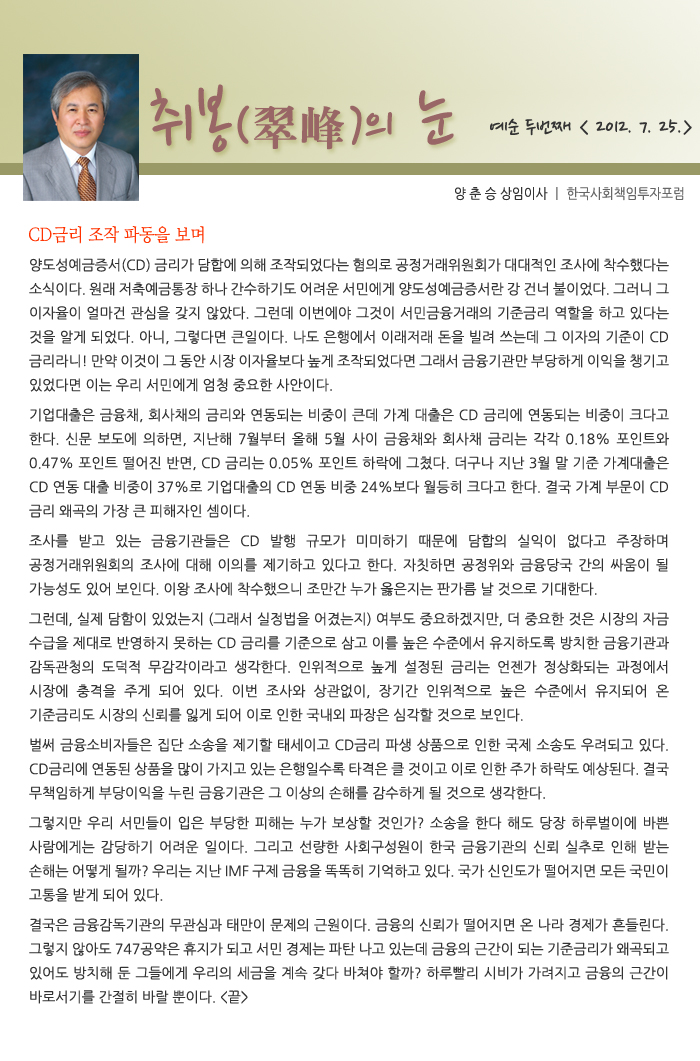 취봉(翠峰)의 눈
예순 두번째 < 2012. 7. 25.>
양 춘 승 상임이사 | 한국사회책임투자포럼
CD금리 조작 파동을 보며
양도성예금증서(CD) 금리가 담합에 의해 조작되었다는 혐의로 공정거래위원회가 대대적인 조사에 착수했다는
소식이다. 원래 저축예금통장 하나 간수하기도 어려운 서민에게 양도성예금증서란 강 건너 불이었다. 그러니 그
이자율이 얼마건 관심을 갖지 않았다. 그런데 이번에야 그것이 서민금융거래의 기준금리 역할을 하고 있다는
것을 알게 되었다. 아니, 그렇다면 큰일이다. 나도 은행에서 이래저래 돈을 빌려 쓰는데 그 이자의 기준이 CD
금리라니! 만약 이것이 그 동안 시장 이자율보다 높게 조작되었다면 그래서 금융기관만 부당하게 이익을 챙기고
있었다면 이는 우리 서민에게 엄청 중요한 사안이다.
기업대출은 금융채, 회사채의 금리와 연동되는 비중이 큰데 가계 대출은 CD 금리에 연동되는 비중이 크다고
한다. 신문 보도에 의하면, 지난해 7월부터 올해 5월 사이 금융채와 회사채 금리는 각각 0.18% 포인트와
0.47% 포인트 떨어진 반면, CD 금리는 0.05% 포인트 하락에 그쳤다. 더구나 지난 3월 말 기준 가계대출은
CD 연동 대출 비중이 37%로 기업대출의 CD 연동 비중 24%보다 월등히 크다고 한다. 결국 가계 부문이 CD
금리 왜곡의 가장 큰 피해자인 셈이다.
조사를 받고 있는 금융기관들은 CD 발행 규모가 미미하기 때문에 담합의 실익이 없다고 주장하며
공정거래위원회의 조사에 대해 이의를 제기하고 있다고 한다. 자칫하면 공정위와 금융당국 간의 싸움이 될
가능성도 있어 보인다. 이왕 조사에 착수했으니 조만간 누가 옳은지는 판가름 날 것으로 기대한다.
그런데, 실제 담합이 있었는지 (그래서 실정법을 어겼는지) 여부도 중요하겠지만, 더 중요한 것은 시장의 자금
수급을 제대로 반영하지 못하는 CD 금리를 기준으로 삼고 이를 높은 수준에서 유지하도록 방치한 금융기관과
감독관청의 도덕적 무감각이라고 생각한다. 인위적으로 높게 설정된 금리는 언젠가 정상화되는 과정에서
시장에 충격을 주게 되어 있다. 이번 조사와 상관없이, 장기간 인위적으로 높은 수준에서 유지되어 온
기준금리도 시장의 신뢰를 잃게 되어 이로 인한 국내외 파장은 심각할 것으로 보인다.
벌써 금융소비자들은 집단 소송을 제기할 태세이고 CD금리 파생 상품으로 인한 국제 소송도 우려되고 있다.
CD금리에 연동된 상품을 많이 가지고 있는 은행일수록 타격은 클 것이고 이로 인한 주가 하락도 예상된다. 결국
무책임하게 부당이익을 누린 금융기관은 그 이상의 손해를 감수하게 될 것으로 생각한다.
그렇지만 우리 서민들이 입은 부당한 피해는 누가 보상할 것인가? 소송을 한다 해도 당장 하루벌이에 바쁜
사람에게는 감당하기 어려운 일이다. 그리고 선량한 사회구성원이 한국 금융기관의 신뢰 실추로 인해 받는
손해는 어떻게 될까? 우리는 지난 IMF 구제 금융을 똑똑히 기억하고 있다. 국가 신인도가 떨어지면 모든 국민이
고통을 받게 되어 있다.
결국은 금융감독기관의 무관심과 태만이 문제의 근원이다. 금융의 신뢰가 떨어지면 온 나라 경제가 흔들린다.
그렇지 않아도 747공약은 휴지가 되고 서민 경제는 파탄 나고 있는데 금융의 근간이 되는 기준금리가 왜곡되고
있어도 방치해 둔 그들에게 우리의 세금을 계속 갖다 바쳐야 할까? 하루빨리 시비가 가려지고 금융의 근간이
바로서기를 간절히 바랄 뿐이다. <끝>